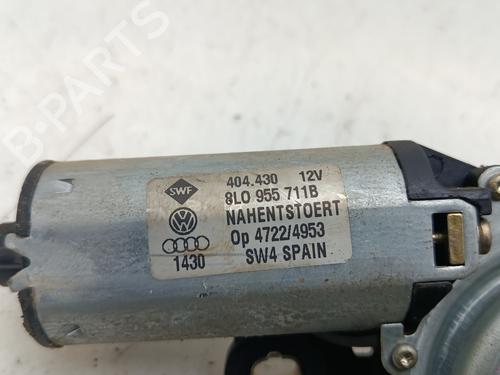 404.430 12V
SWF
8L0 955 711B
NAHENTSTOERT
Op 4722/4953
1430 SW4 SPAIN
B-PARTS